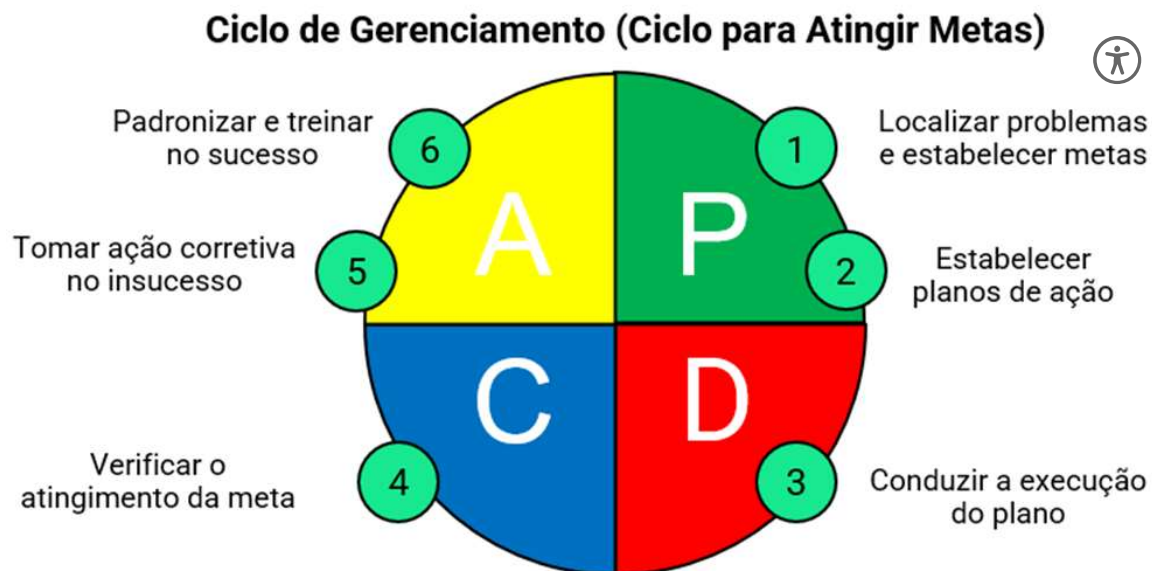 Ciclo de Gerenciamento (Ciclo para Atingir Metas)
Padronizar e treinar
no sucesso
6
1
Localizar problemas
e estabelecer metas
A
P
Tomar ação corretiva
no insucesso
5
2
Estabelecer
planos de ação
C
D
Verificar o
atingimento da meta
4
3
Conduzir a execução
do plano